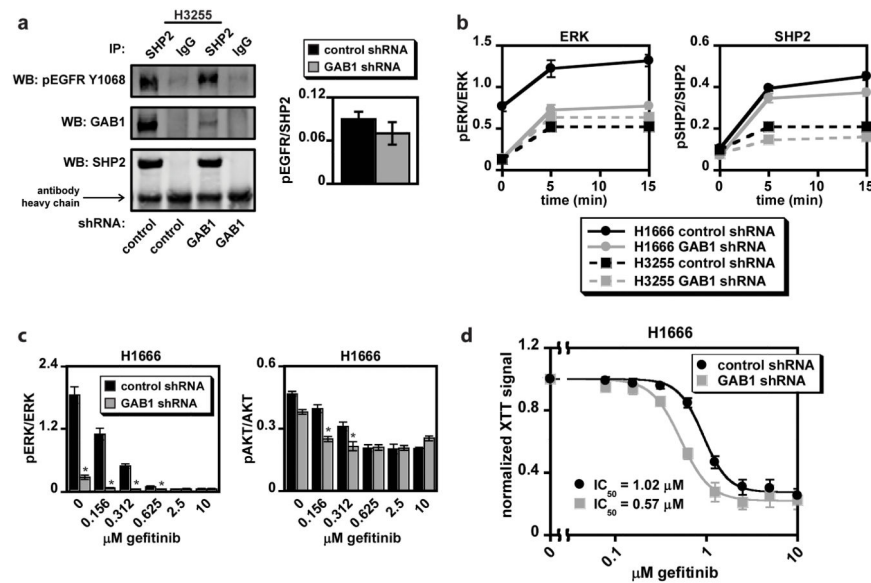 a
H3255
IP: SHP2 IgG SHP2 IgG
WB: pEGFR Y1068
WB: GAB1
WB: SHP2
antibody
heavy chain
shRNA: control control GAB1 GAB1
control shRNA
GAB1 shRNA
pEGFR/SHP2
0.12
0.06
0
b
ERK
pERK/ERK
1.5
1.0
0.5
0
0 5 10 15
time (min)
SHP2
pSHP2/SHP2
0.6
0.4
0.2
0
0 5 10 15
time (min)
H1666 control shRNA
H1666 GAB1 shRNA
H3255 control shRNA
H3255 GAB1 shRNA
c
H1666
pERK/ERK
2.4
1.2
0
control shRNA
GAB1 shRNA
* * * *
0 0.156 0.312 0.625 2.5 10
μM gefitinib
H1666
pAKT/AKT
0.6
0.4
0.2
0
* *
0 0.156 0.312 0.625 2.5 10
μM gefitinib
d
H1666
normalized XTT signal
1.2
0.9
0.6
0.3
0
control shRNA
GAB1 shRNA
IC50 = 1.02 μM
IC50 = 0.57 μM
0 0.1 1 10
μM gefitinib